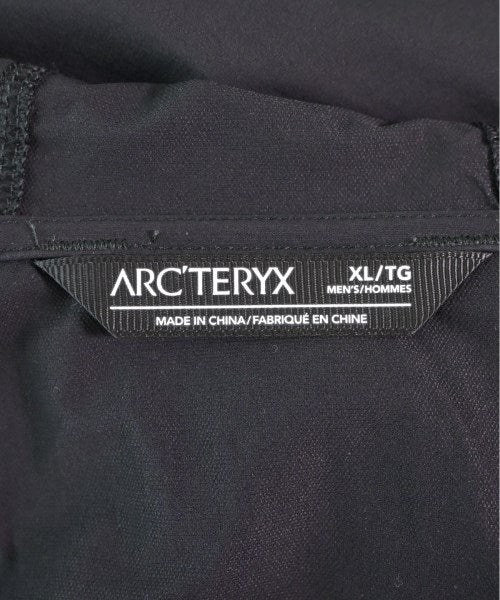 ARC'TERYX
XL/TG
MEN'S/HOMMES
MADE IN CHINA/FABRIQUÉ EN CHINE